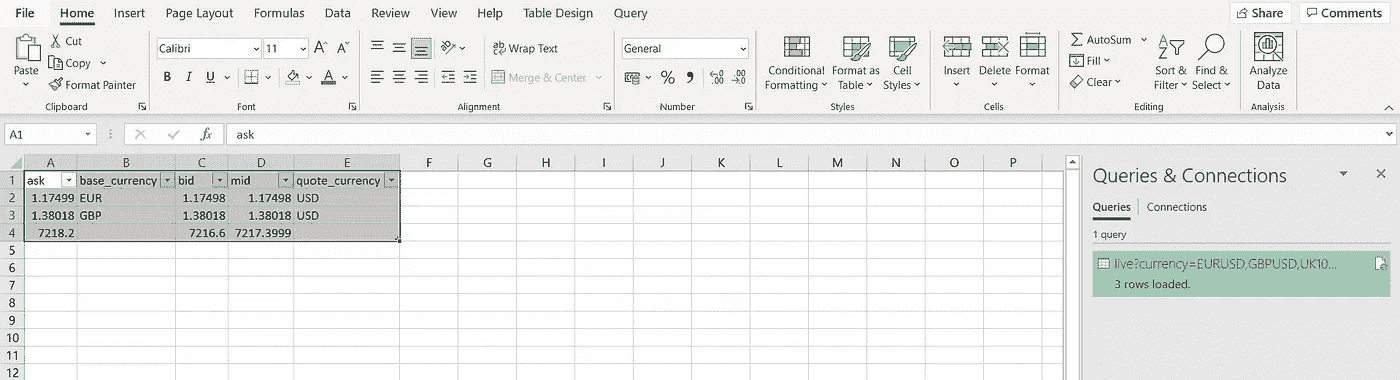 File Home Insert Page Layout Formulas Data Review View Help Table Design Query Share Comments
Paste Cut Copy Format Painter Clipboard
Calibri 11 A^ A˅ B I U A Font
ab Wrap Text Merge & Center Alignment
General % 9 Number
Conditional Formatting Format as Table Cell Styles Styles
Insert Delete Format Cells
AutoSum Fill Clear Sort & Filter Find & Select Editing
Analyze Data Analysis
A1 fx ask
A B C D E F G H I J K L M N O P
1 ask base_currency bid mid quote_currency
2 1.17499 EUR 1.17498 1.17498 USD
3 1.38018 GBP 1.38018 1.38018 USD
4 7218.2 7216.6 7217.3999
5
6
7
8
9
10
11
12
Queries & Connections
Queries Connections
1 query
live?currency=EURUSD,GBPUSD,UK10...
3 rows loaded.